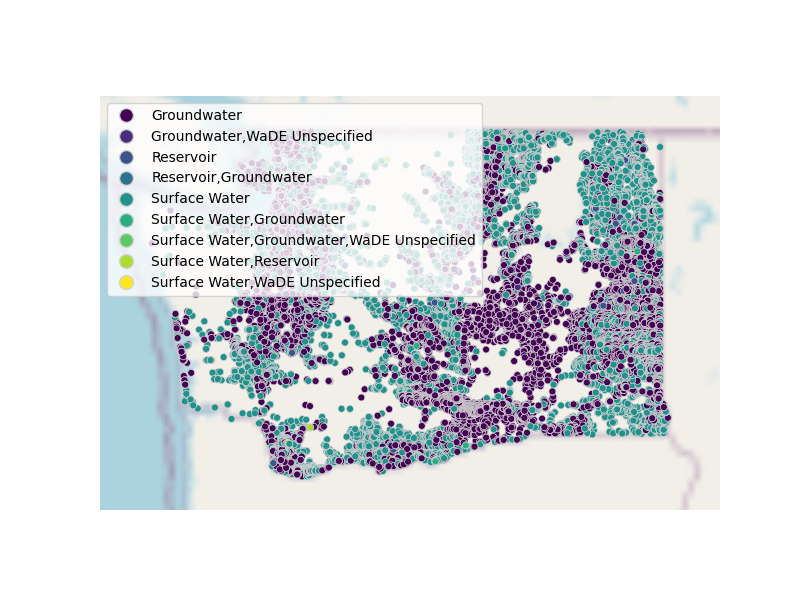 Groundwater
Groundwater,WaDE Unspecified
Reservoir
Reservoir,Groundwater
Surface Water
Surface Water,Groundwater
Surface Water,Groundwater,WaDE Unspecified
Surface Water,Reservoir
Surface Water,WaDE Unspecified